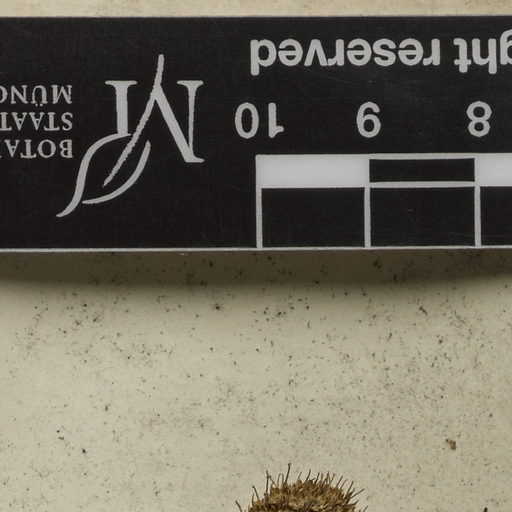 8 9 10
M
BOTA
STAAT
MÜNC
ght reserved